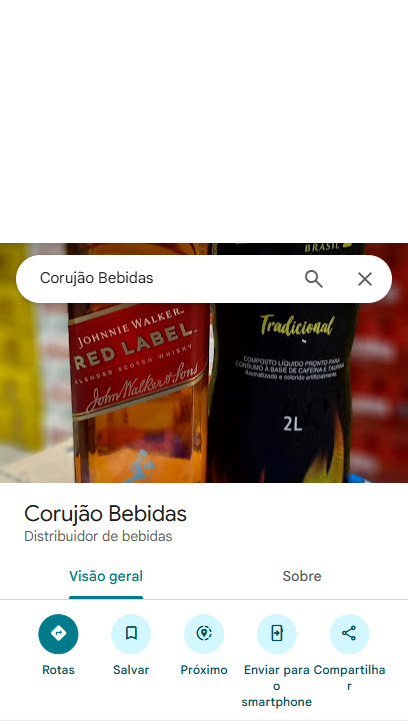 BRASIL
Corujão Bebidas
JOHNNIE WALKER
RED LABEL
BLENDED SCOTCH WHISKY
John Walker & Sons
Tradicional
COMPOSTO LÍQUIDO PRONTO PARA
CONSUMO À BASE DE CAFEÍNA E TAURINA
Aromatizado e colorido artificialmente
2L
Corujão Bebidas
Distribuidor de bebidas
Visão geral
Sobre
Rotas
Salvar
Próximo
Enviar para
o
smartphone
Compartilha
r